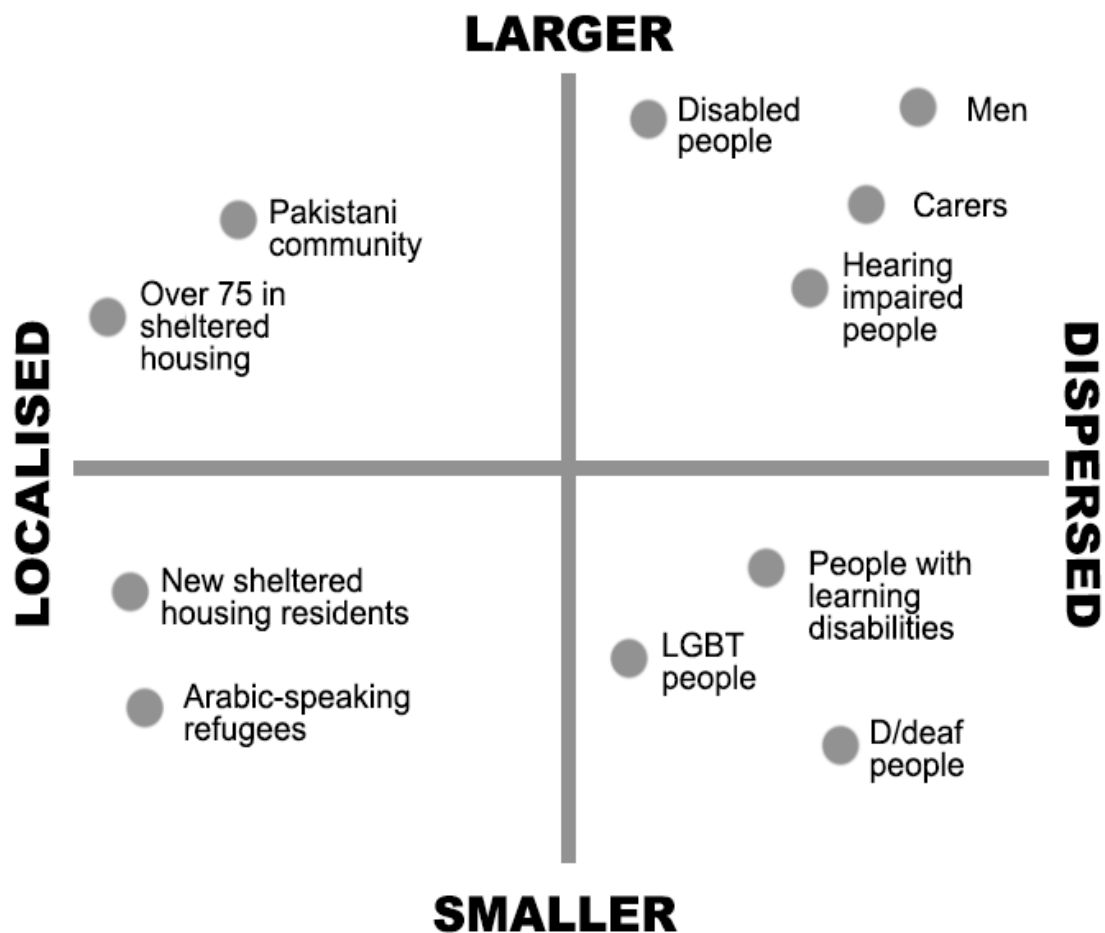 LARGER
Disabled
people
Men
Carers
Pakistani
community
Hearing
impaired
people
Over 75 in
sheltered
housing
LOCALISED
DISPERSED
New sheltered
housing residents
People with
learning
disabilities
LGBT
people
Arabic-speaking
refugees
D/deaf
people
SMALLER